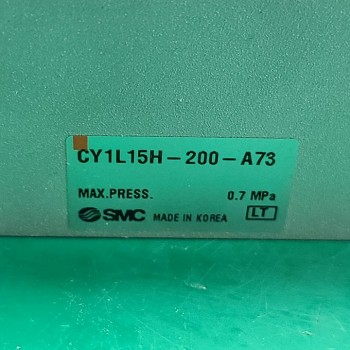 CY1L15H-200-A73
MAX.PRESS. 0.7 MPa
SMC MADE IN KOREA LT